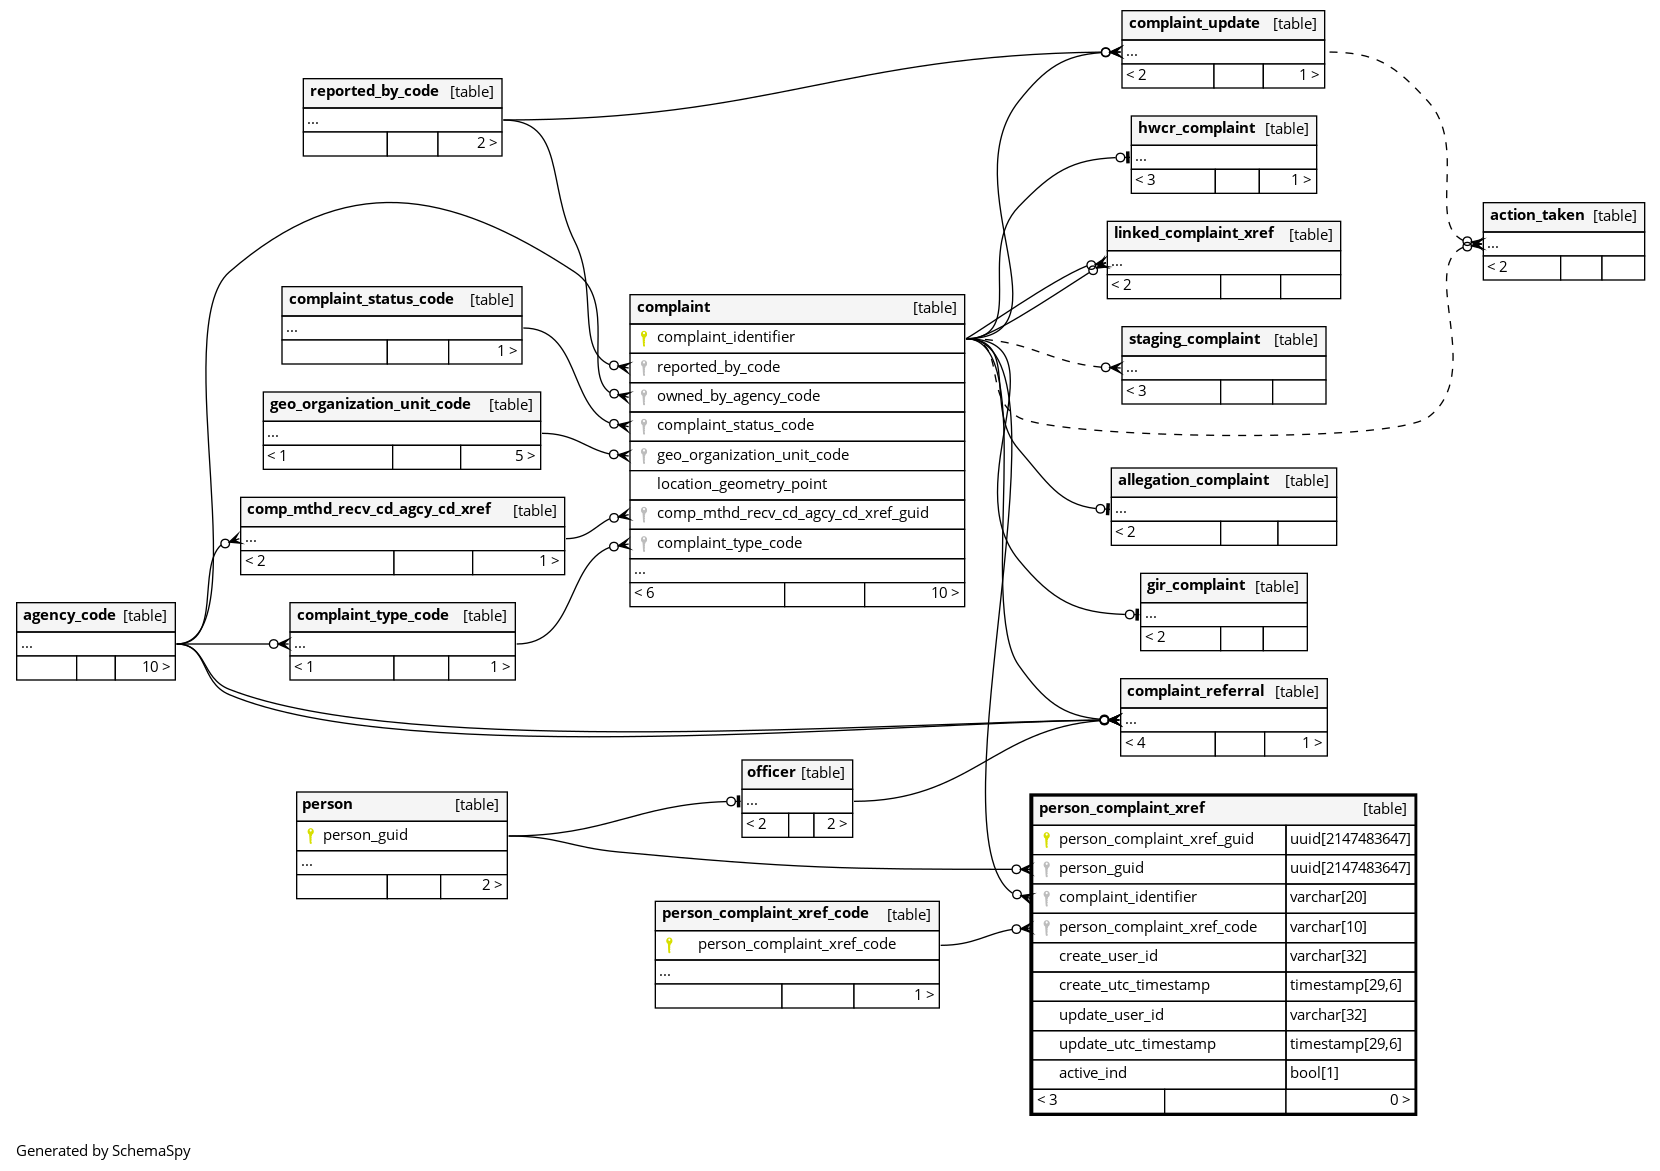 complaint_update [table]
...
< 2 1 >
reported_by_code [table]
...
2 >
hwcr_complaint [table]
...
< 3 1 >
action_taken [table]
...
< 2
linked_complaint_xref [table]
...
< 2
complaint_status_code [table]
...
1 >
complaint [table]
complaint_identifier
reported_by_code
owned_by_agency_code
complaint_status_code
geo_organization_unit_code
location_geometry_point
comp_mthd_recv_cd_agcy_cd_xref_guid
complaint_type_code
...
< 6 10 >
staging_complaint [table]
...
< 3
geo_organization_unit_code [table]
...
< 1 5 >
allegation_complaint [table]
...
< 2
comp_mthd_recv_cd_agcy_cd_xref [table]
...
< 2 1 >
gir_complaint [table]
...
< 2
agency_code [table]
...
10 >
complaint_type_code [table]
...
< 1 1 >
complaint_referral [table]
...
< 4 1 >
officer [table]
...
< 2 2 >
person [table]
person_guid
...
2 >
person_complaint_xref_code [table]
person_complaint_xref_code
...
1 >
person_complaint_xref [table]
person_complaint_xref_guid uuid[2147483647]
person_guid uuid[2147483647]
complaint_identifier varchar[20]
person_complaint_xref_code varchar[10]
create_user_id varchar[32]
create_utc_timestamp timestamp[29,6]
update_user_id varchar[32]
update_utc_timestamp timestamp[29,6]
active_ind bool[1]
< 3 0 >
Generated by SchemaSpy